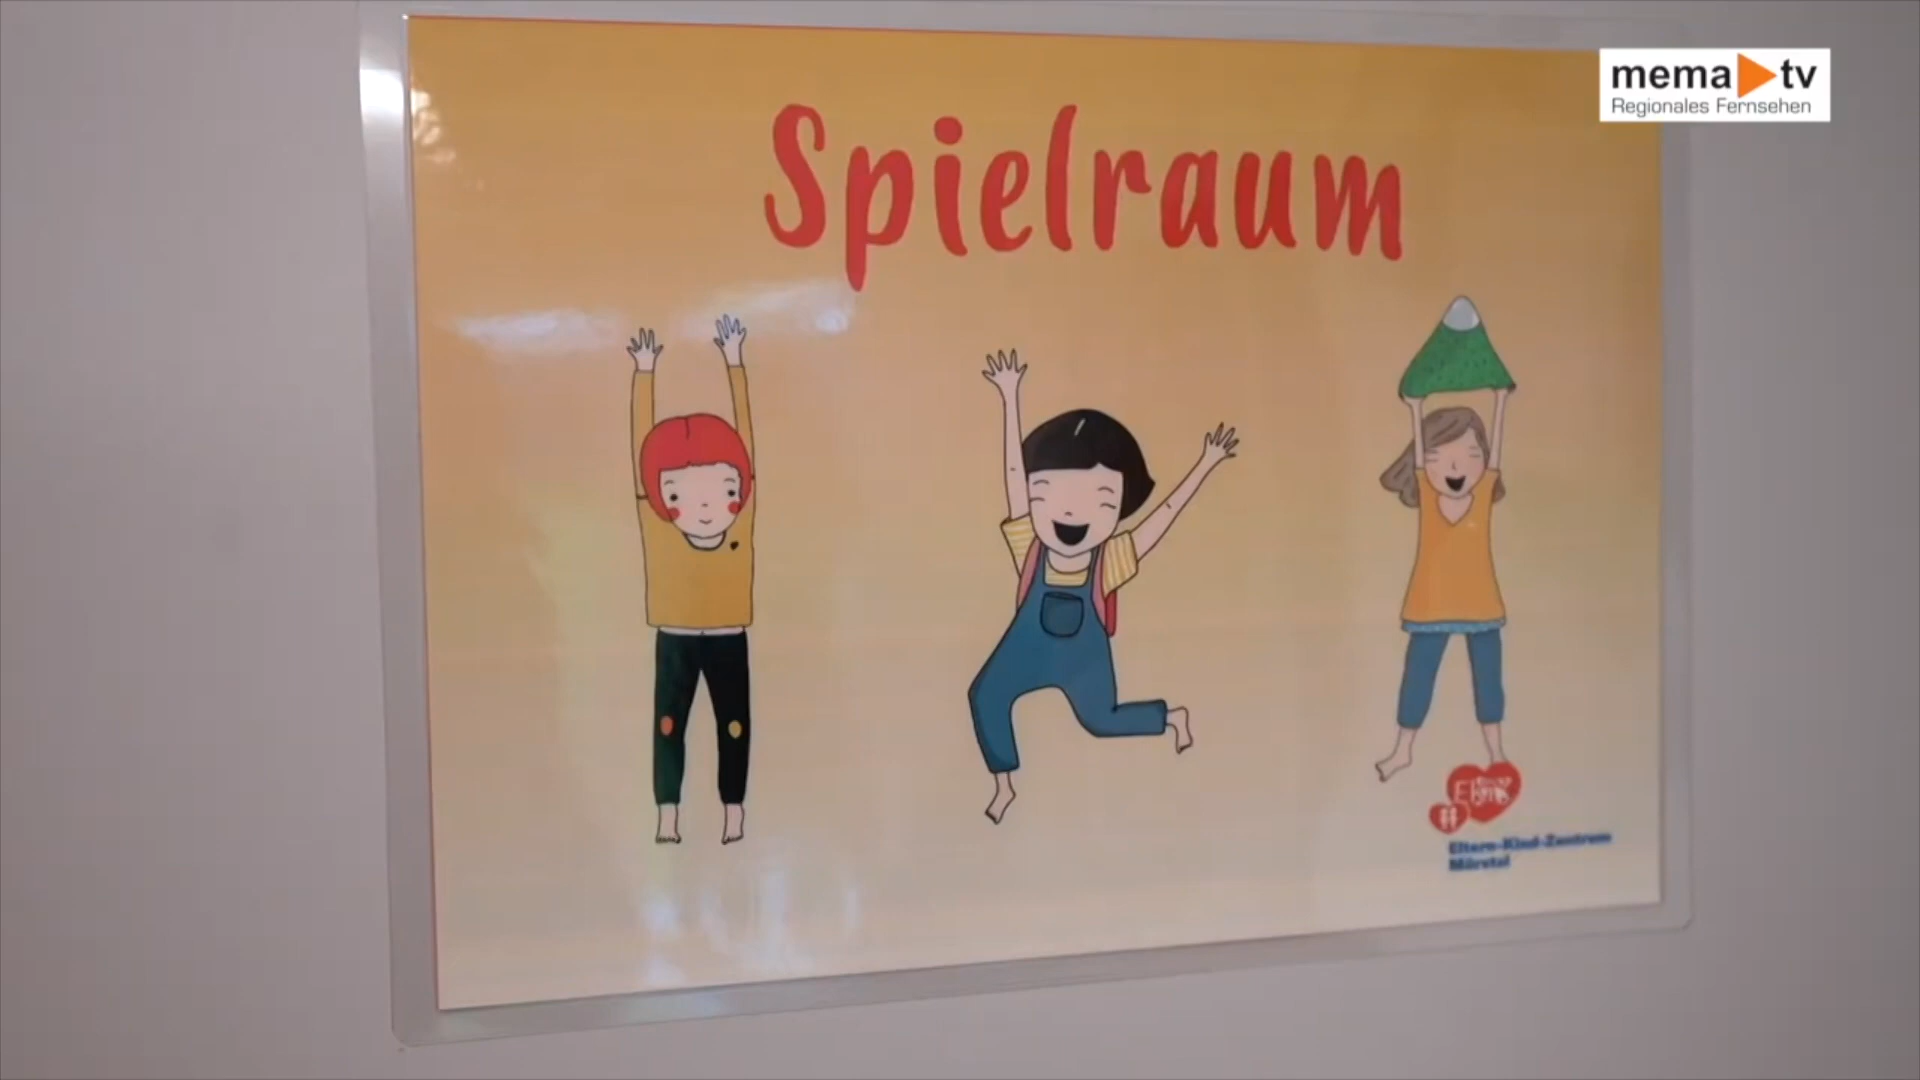 mema tv
Regionales Fernsehen
Spielraum
Eltern-Kind-Zentrum
Mürztal